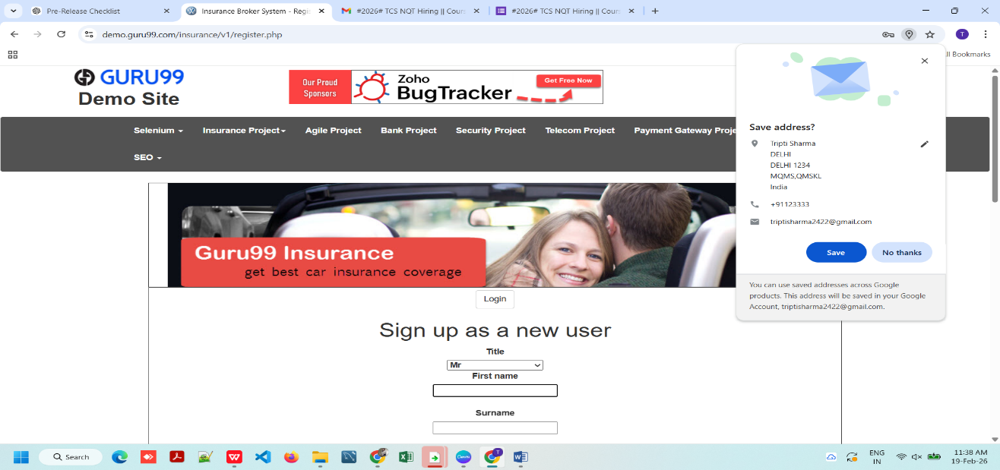 Pre-Release Checklist
Insurance Broker System - Regi
#2026# TCS NQT Hiring || Cours
#2026# TCS NQT Hiring || Cours
demo.guru99.com/insurance/v1/register.php
T
ll Bookmarks
GURU99
Demo Site
Our Proud
Sponsors
Zoho
BugTracker
Get Free Now
Selenium
Insurance Project
Agile Project
Bank Project
Security Project
Telecom Project
Payment Gateway Proje
SEO
Guru99 Insurance
get best car insurance coverage
Save address?
Tripti Sharma
DELHI
DELHI 1234
MQMS,QMSKL
India
+91123333
triptisharma2422@gmail.com
Save
No thanks
You can use saved addresses across Google
products. This address will be saved in your Google
Account, triptisharma2422@gmail.com.
Login
Sign up as a new user
Title
Mr
First name
Surname
Search
ENG
IN
11:38 AM
19-Feb-26